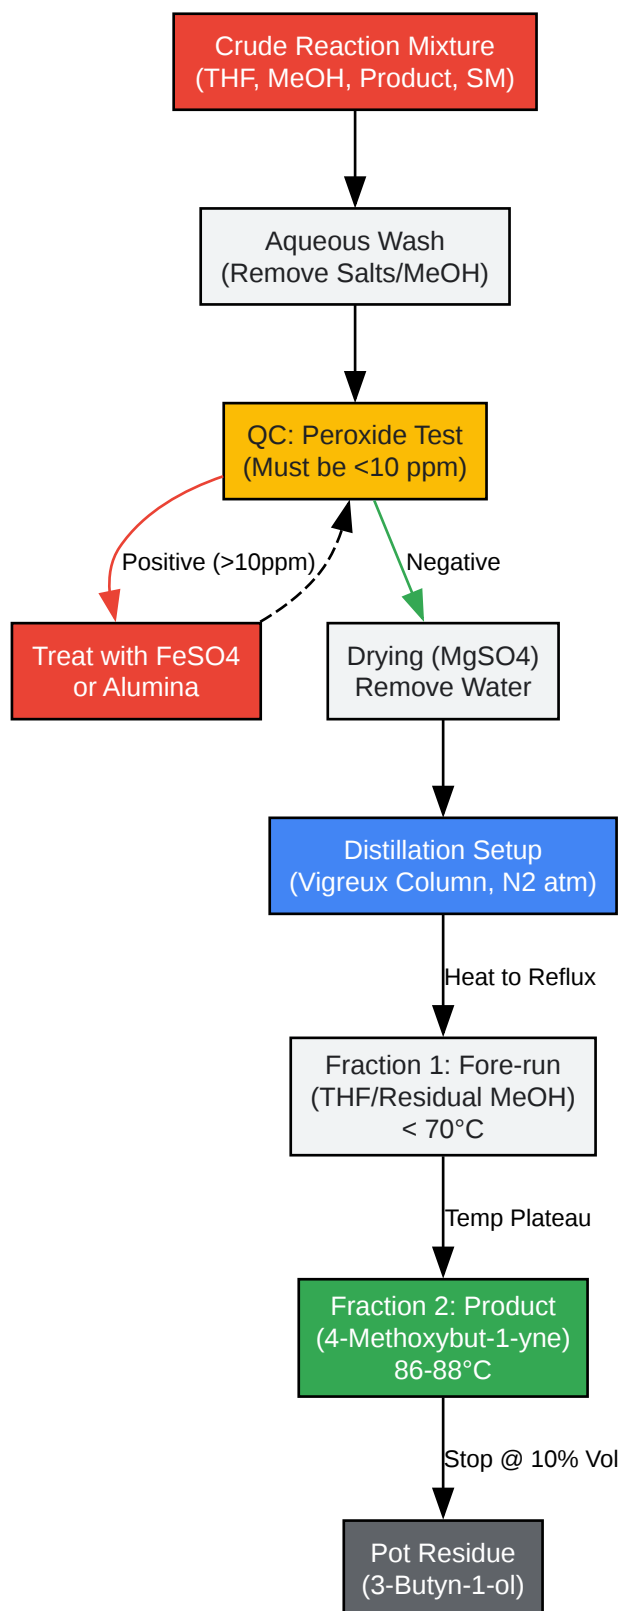 Crude Reaction Mixture
(THF, MeOH, Product, SM)
Aqueous Wash
(Remove Salts/MeOH)
QC: Peroxide Test
(Must be <10 ppm)
Positive (>10ppm)
Negative
Treat with FeSO4
or Alumina
Drying (MgSO4)
Remove Water
Distillation Setup
(Vigreux Column, N2 atm)
Heat to Reflux
Fraction 1: Fore-run
(THF/Residual MeOH)
< 70°C
Temp Plateau
Fraction 2: Product
(4-Methoxybut-1-yne)
86-88°C
Stop @ 10% Vol
Pot Residue
(3-Butyn-1-ol)